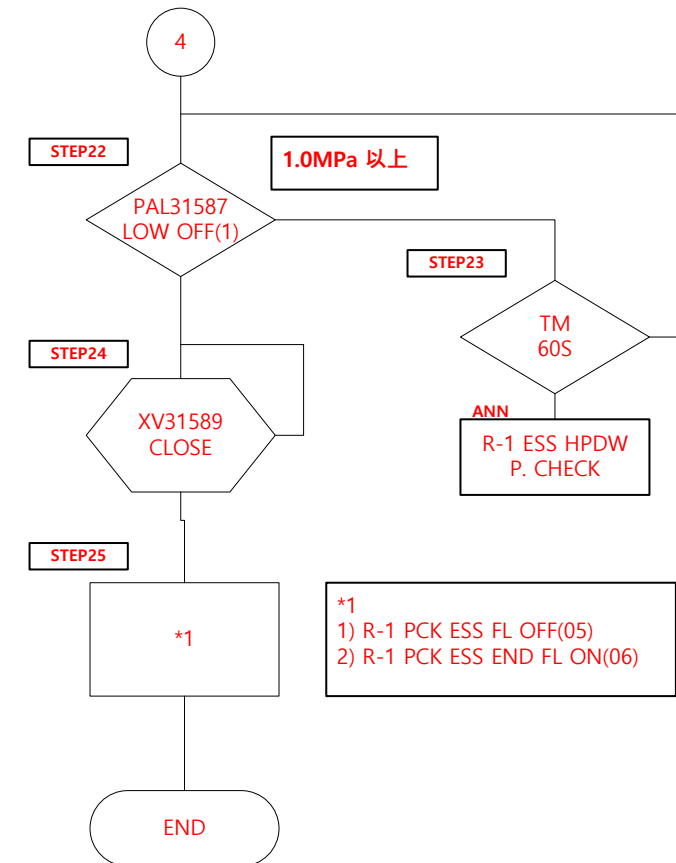 4
STEP22
1.0MPa 以上
PAL31587
LOW OFF(1)
STEP23
TM
60S
STEP24
XV31589
CLOSE
ANN
R-1 ESS HPDW
P. CHECK
STEP25
*1
*1
1) R-1 PCK ESS FL OFF(05)
2) R-1 PCK ESS END FL ON(06)
END